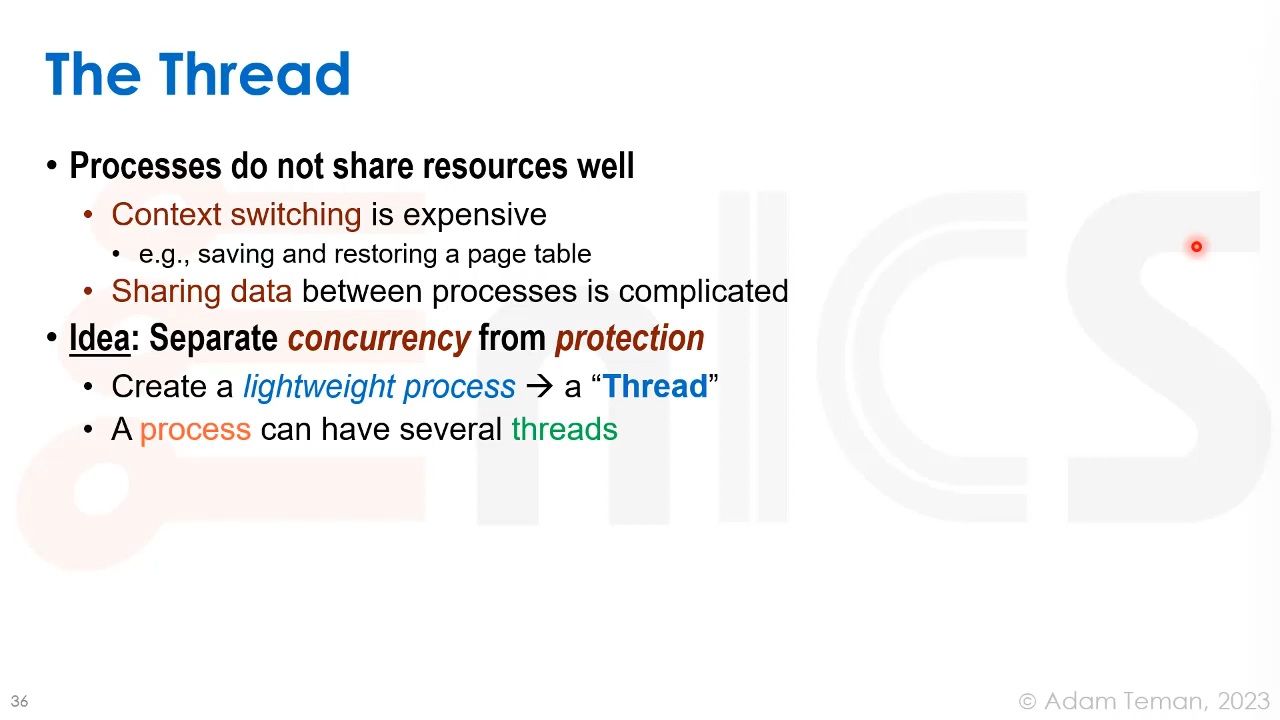 The Thread
• Processes do not share resources well
• Context switching is expensive
• e.g., saving and restoring a page table
• Sharing data between processes is complicated
• Idea: Separate concurrency from protection
• Create a lightweight process → a “Thread”
• A process can have several threads
nICS
36
© Adam Teman, 2023